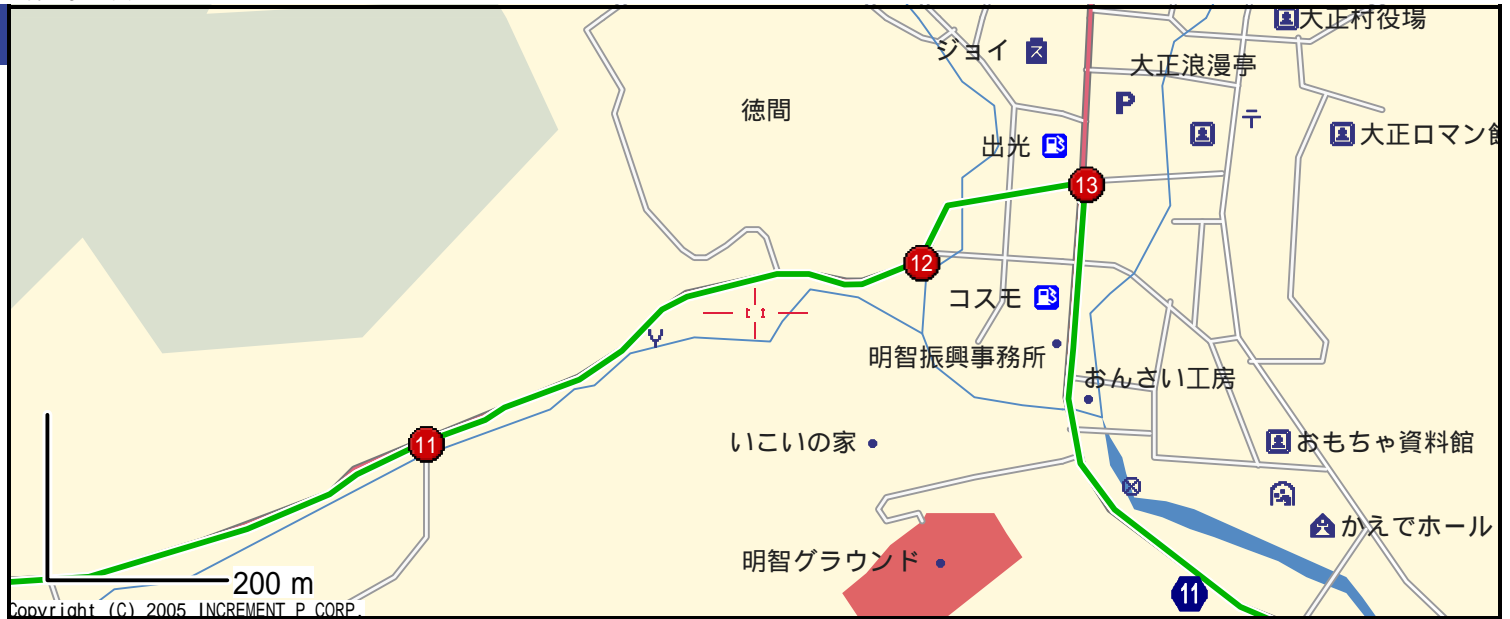 大正村役場
ジョイ
ス
大正浪漫亭
徳間
P
〒
大正ロマン館
出光
13
12
コスモ
明智振興事務所
おんさい工房
11
いこいの家
おもちゃ資料館
かえでホール
明智グラウンド
200 m
11
Copyright (C) 2005 INCREMENT P CORP.